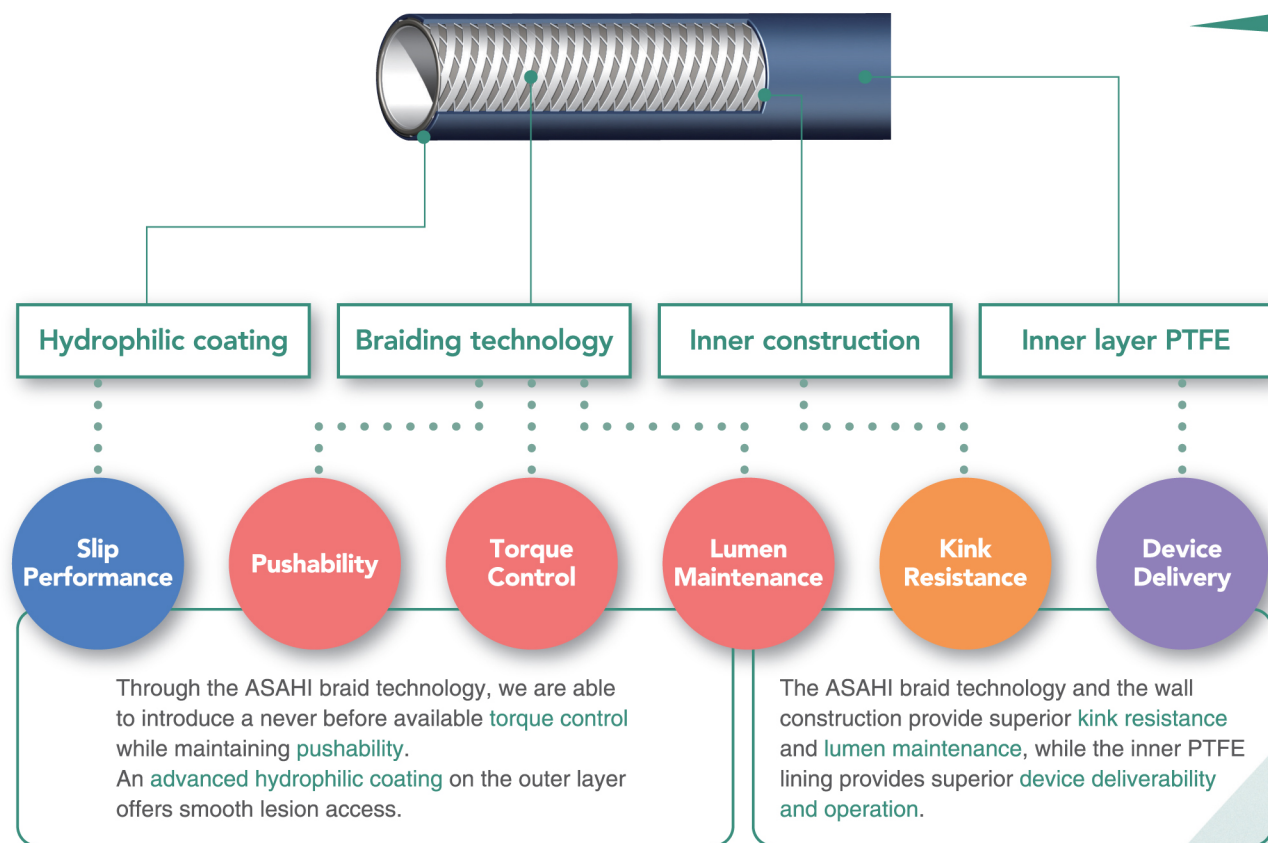 Hydrophilic coating
Braiding technology
Inner construction
Inner layer PTFE
Slip
Performance
Pushability
Torque
Control
Lumen
Maintenance
Kink
Resistance
Device
Delivery
Through the ASAHI braid technology, we are able
to introduce a never before available torque control
while maintaining pushability.
An advanced hydrophilic coating on the outer layer
offers smooth lesion access.
The ASAHI braid technology and the wall
construction provide superior kink resistance
and lumen maintenance, while the inner PTFE
lining provides superior device deliverability
and operation.